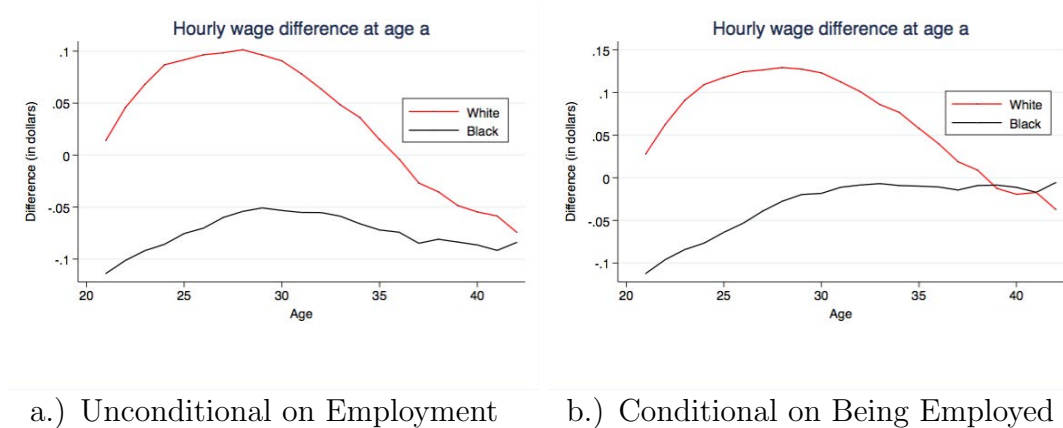 Hourly wage difference at age a
Difference (in dollars)
.1
.05
0
-.05
-.1
White
Black
20 25 30 35 40
Age
a.) Unconditional on Employment
Hourly wage difference at age a
Difference (in dollars)
.15
.1
.05
0
-.05
-.1
White
Black
20 25 30 35 40
Age
b.) Conditional on Being Employed